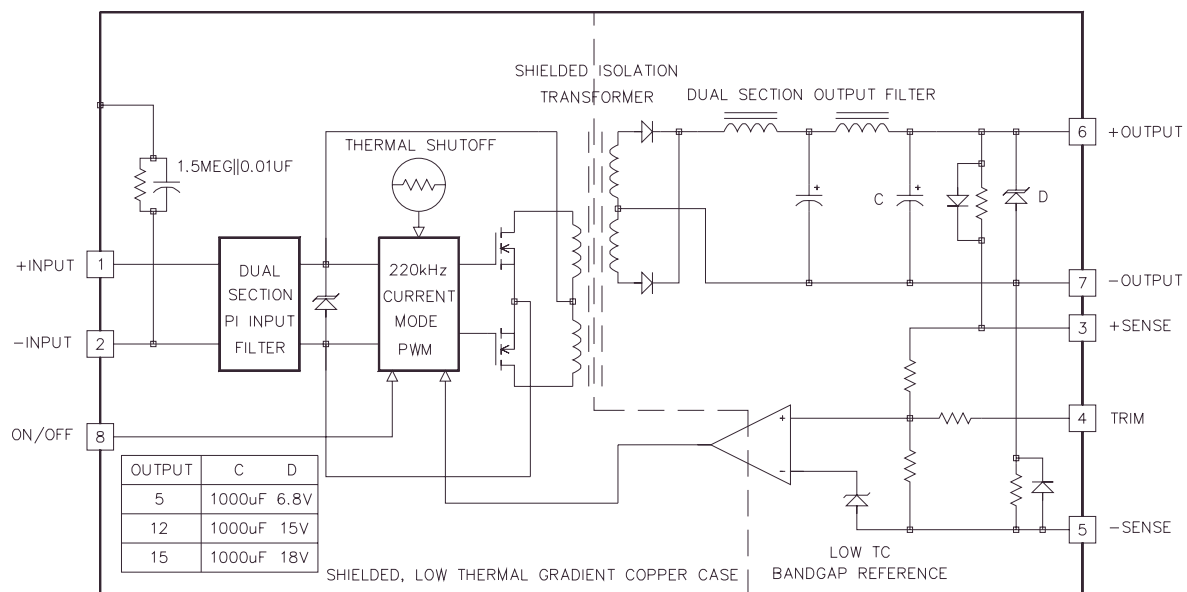 SHIELDED ISOLATION
TRANSFORMER
DUAL SECTION OUTPUT FILTER
6 +OUTPUT
THERMAL SHUTOFF
1.5MEG||0.01UF
+
+
C
D
+INPUT 1
DUAL
SECTION
PI INPUT
FILTER
220kHz
CURRENT
MODE
PWM
7 -OUTPUT
-INPUT 2
3 +SENSE
ON/OFF 8
+
-
4 TRIM
OUTPUT C D
5 1000uF 6.8V
12 1000uF 15V
15 1000uF 18V
5 -SENSE
LOW TC
BANDGAP REFERENCE
SHIELDED, LOW THERMAL GRADIENT COPPER CASE